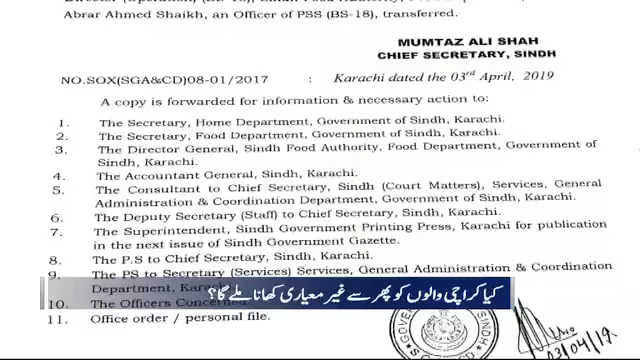 Abrar Ahmed Shaikh, an Officer of PSS (BS-18), transferred.
MUMTAZ ALI SHAH
CHIEF SECRETARY, SINDH
NO.SOX(SGA&CD)08-01/2017 : Karachi dated the 03rd April, 2019
A copy is forwarded for information & necessary action to:
1. The Secretary, Home Department, Government of Sindh, Karachi.
2. The Secretary, Food Department, Government of Sindh, Karachi.
3. The Director General, Sindh Food Authority, Food Department, Government of
Sindh, Karachi.
4. The Accountant General, Sindh, Karachi.
5. The Consultant to Chief Secretary, Sindh (Court Matters), Services, General
Administration & Coordination Department, Government of Sindh, Karachi.
6. The Deputy Secretary (Staff) to Chief Secretary, Sindh, Karachi.
7. The Superintendent, Sindh Government Printing Press, Karachi for publication
in the next issue of Sindh Government Gazette.
8. The P.S to Chief Secretary, Sindh, Karachi.
9. The PS to Secretary (Services) Services, General Administration & Coordination
Department, Karachi.
کیا کراچی والوں کو پھر سے غیر معیاری کھانا ملے گا؟
10. The Officers Concerned.
11. Office order / personal file.
03/04/19